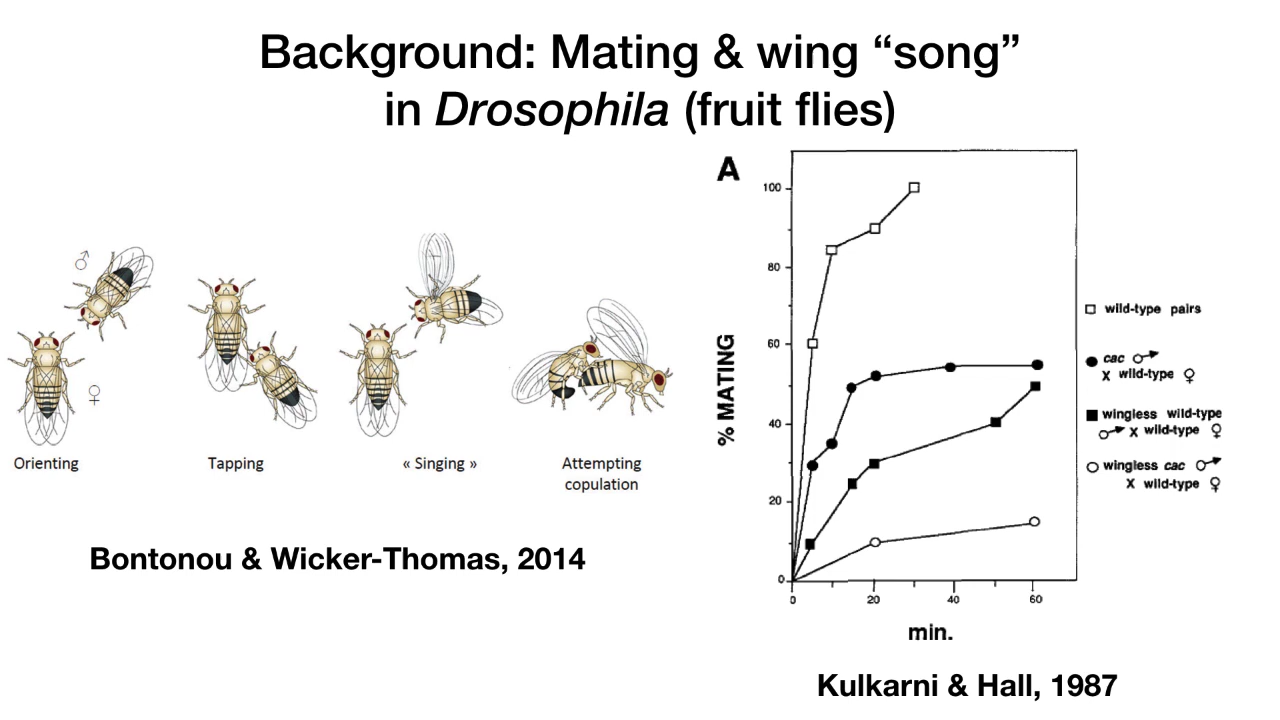 Background: Mating & wing “song”
in Drosophila (fruit flies)
♂
♀
Orienting
Tapping
« Singing »
Attempting
copulation
Bontonou & Wicker-Thomas, 2014
A
100
80
60
40
20
0
% MATING
0
20
40
60
min.
wild-type pairs
cac ♂
X wild-type ♀
wingless wild-type
♂ X wild-type ♀
wingless cac ♂
X wild-type ♀
Kulkarni & Hall, 1987